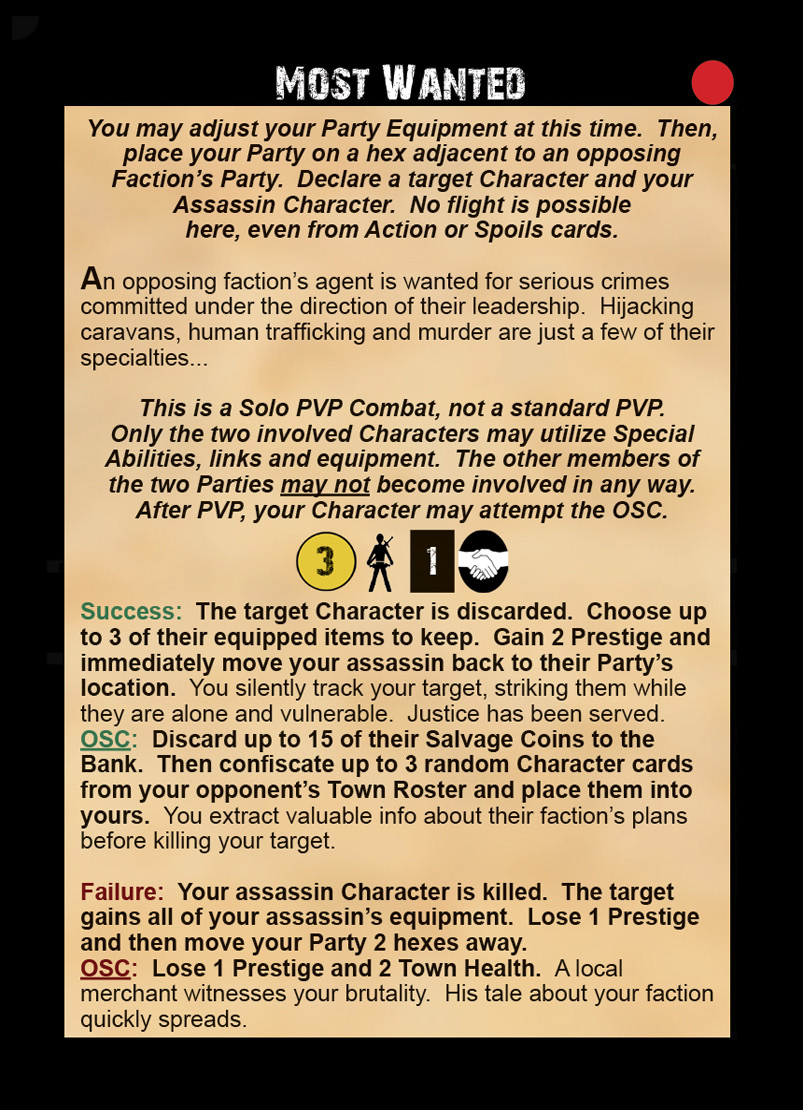 Most Wanted
You may adjust your Party Equipment at this time. Then,
place your Party on a hex adjacent to an opposing
Faction's Party. Declare a target Character and your
Assassin Character. No flight is possible
here, even from Action or Spoils cards.
An opposing faction's agent is wanted for serious crimes
committed under the direction of their leadership. Hijacking
caravans, human trafficking and murder are just a few of their
specialties...
This is a Solo PVP Combat, not a standard PVP.
Only the two involved Characters may utilize Special
Abilities, links and equipment. The other members of
the two Parties may not become involved in any way.
After PVP, your Character may attempt the OSC.
3 1
Success: The target Character is discarded. Choose up
to 3 of their equipped items to keep. Gain 2 Prestige and
immediately move your assassin back to their Party's
location. You silently track your target, striking them while
they are alone and vulnerable. Justice has been served.
OSC: Discard up to 15 of their Salvage Coins to the
Bank. Then confiscate up to 3 random Character cards
from your opponent's Town Roster and place them into
yours. You extract valuable info about their faction's plans
before killing your target.
Failure: Your assassin Character is killed. The target
gains all of your assassin's equipment. Lose 1 Prestige
and then move your Party 2 hexes away.
OSC: Lose 1 Prestige and 2 Town Health. A local
merchant witnesses your brutality. His tale about your faction
quickly spreads.